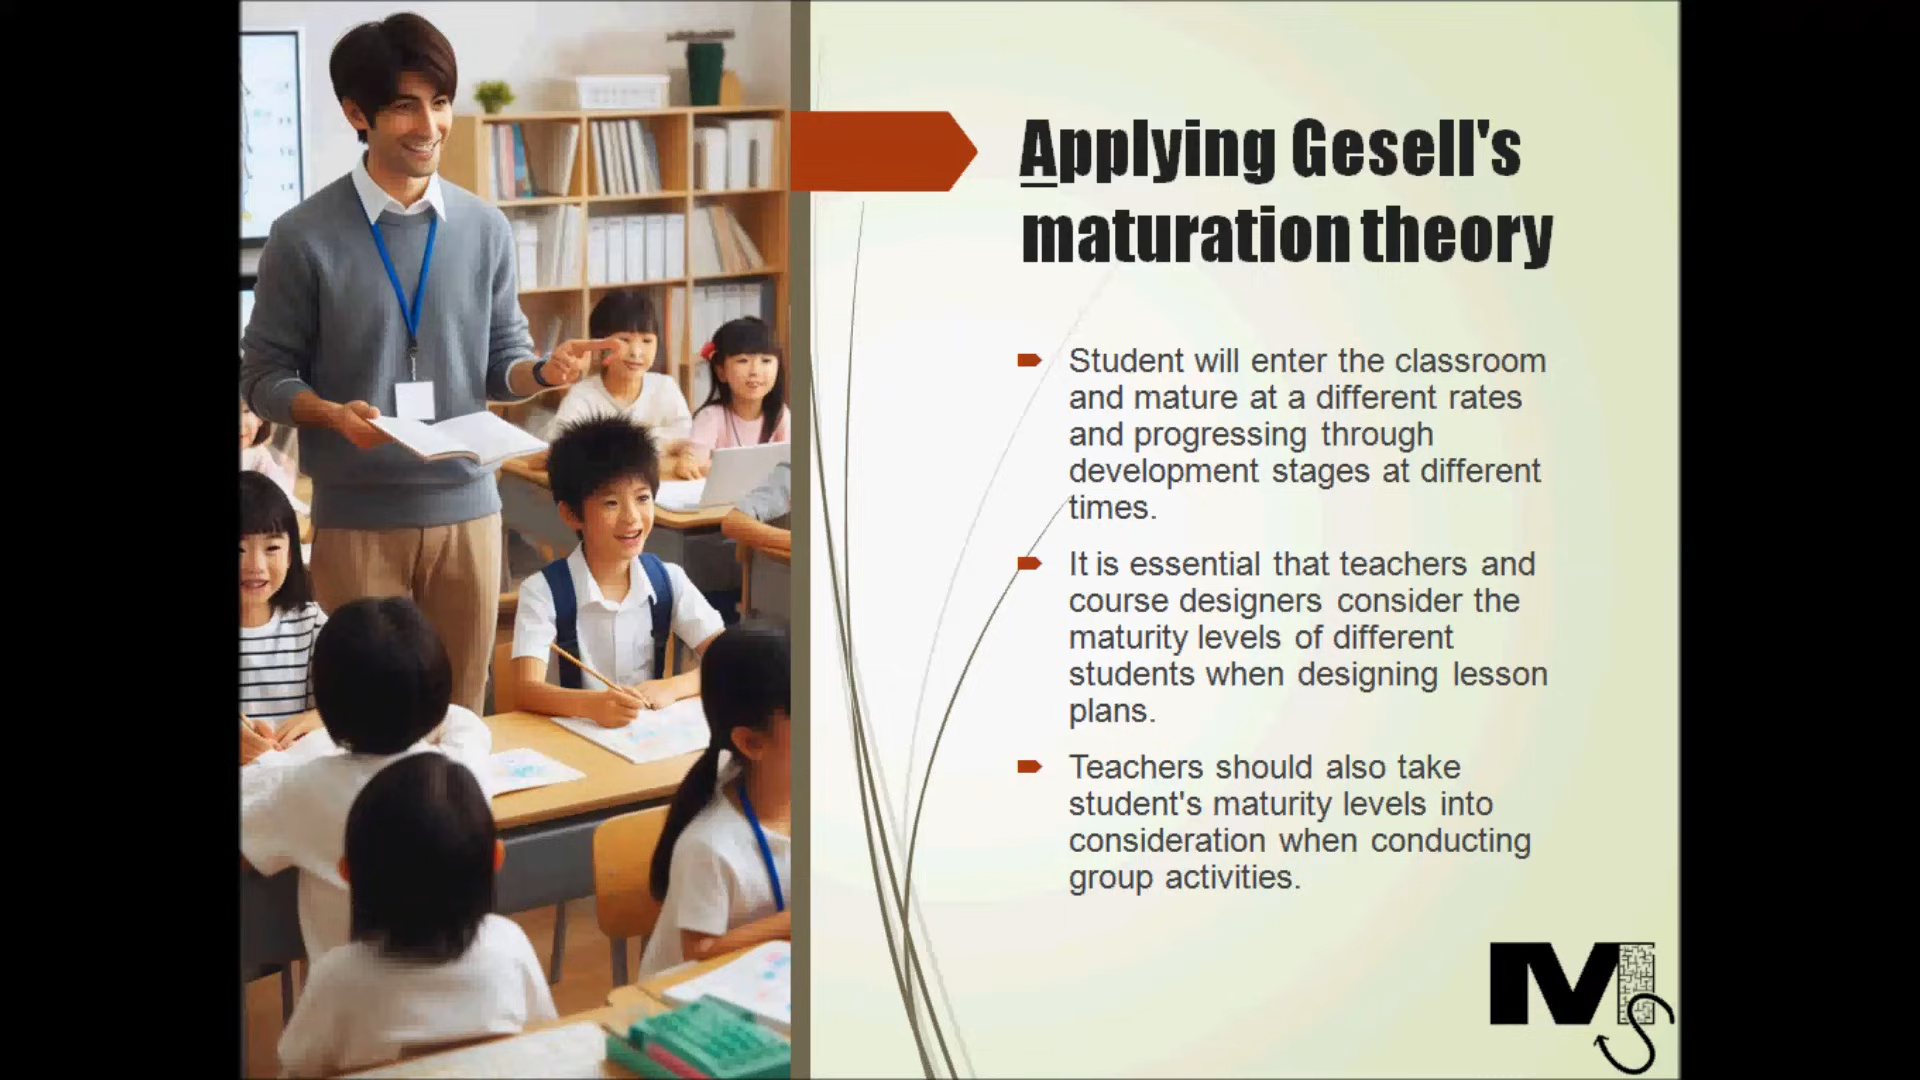 Applying Gesell's
maturation theory
Student will enter the classroom
and mature at a different rates
and progressing through
development stages at different
times.
It is essential that teachers and
course designers consider the
maturity levels of different
students when designing lesson
plans.
Teachers should also take
student's maturity levels into
consideration when conducting
group activities.
M
S